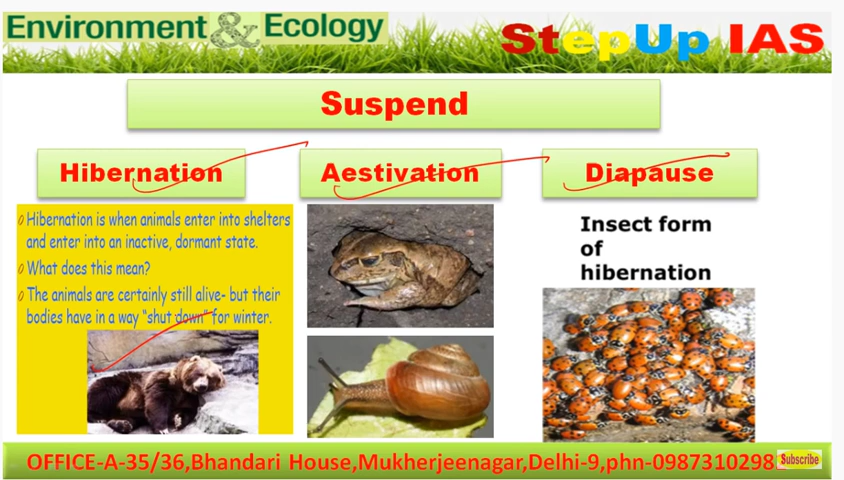 Environment & Ecology
StepUp IAS
Suspend
Hibernation
Aestivation
Diapause
Hibernation is when animals enter into shelters
and enter into an inactive, dormant state.
What does this mean?
The animals are certainly still alive- but their
bodies have in a way "shut down" for winter.
Insect form
of
hibernation
OFFICE-A-35/36,Bhandari House,Mukherjeenagar,Delhi-9,phn-0987310298
Subscribe